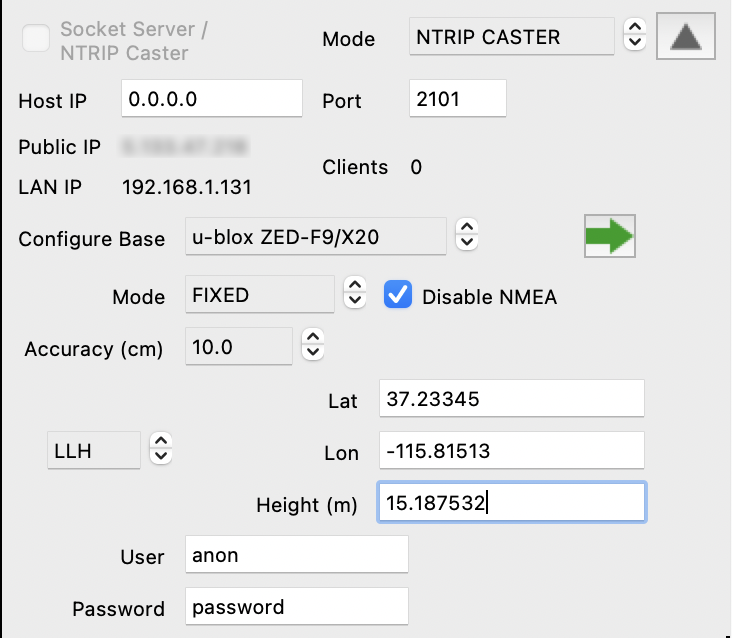 Socket Server /
NTRIP Caster
Mode NTRIP CASTER
Host IP 0.0.0.0 Port 2101
Public IP
LAN IP 192.168.1.131
Clients 0
Configure Base u-blox ZED-F9/X20
Mode FIXED Disable NMEA
Accuracy (cm) 10.0
Lat 37.23345
LLH Lon -115.81513
Height (m) 15.187532
User anon
Password password